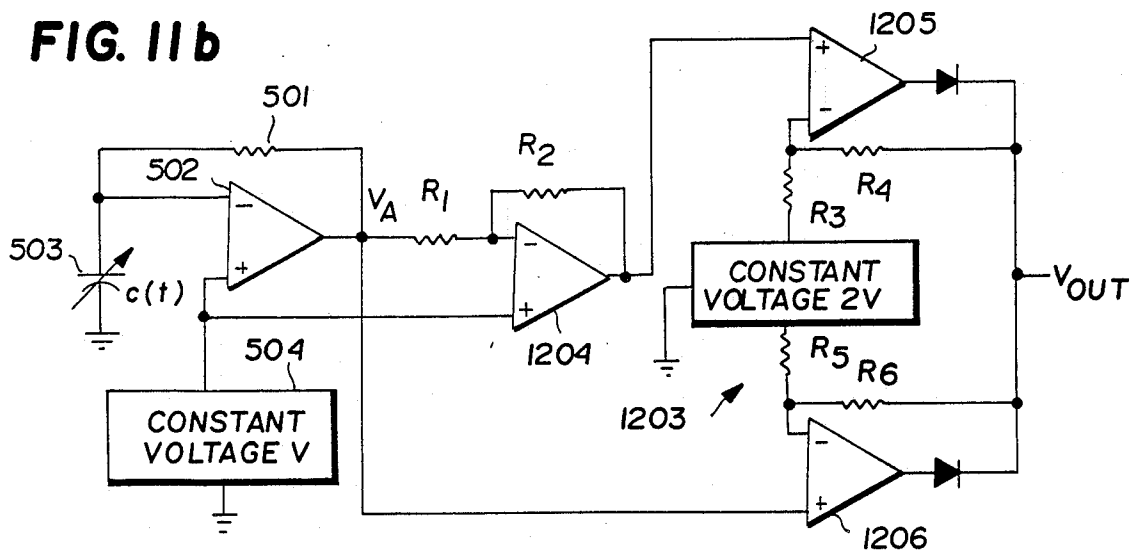 FIG. 11b
1205
501
502
R2
R4
VA
R1
R3
503
c(t)
CONSTANT
VOLTAGE 2V
VOUT
504
1204
R5
R6
1203
CONSTANT
VOLTAGE V
1206
+
-
-
+
-
+
-
+